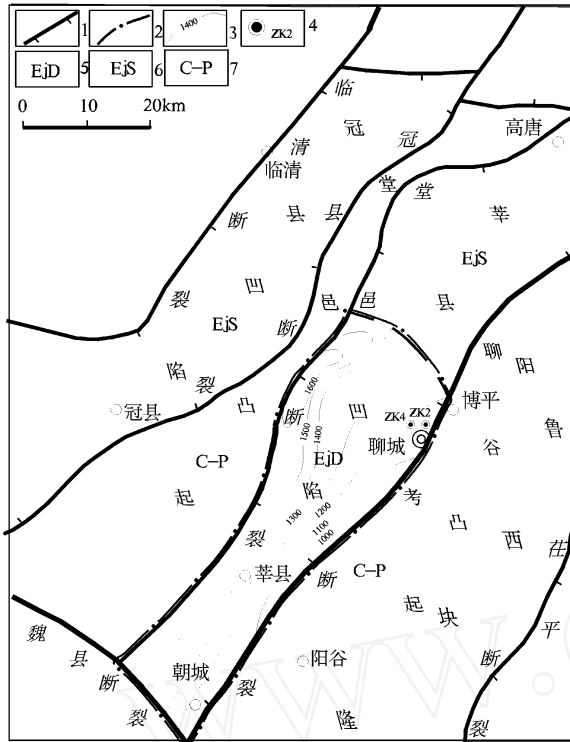 1
2
1400
3
ZK2
4
EjD
5
EjS
6
C-P
7
0 10 20km
临清
冠县
高唐
博平
聊城
莘县
朝城
阳谷
临清凹陷
冠县断裂
堂邑凸起
堂邑断裂
莘县凹陷
聊考断裂
阳谷凸起
鲁西块隆
茌平断裂
魏县断裂
断裂
EjS
EjS
EjD
C-P
C-P
ZK4 ZK2
1600
1500
1400
1300
1200
1100
1000
www.